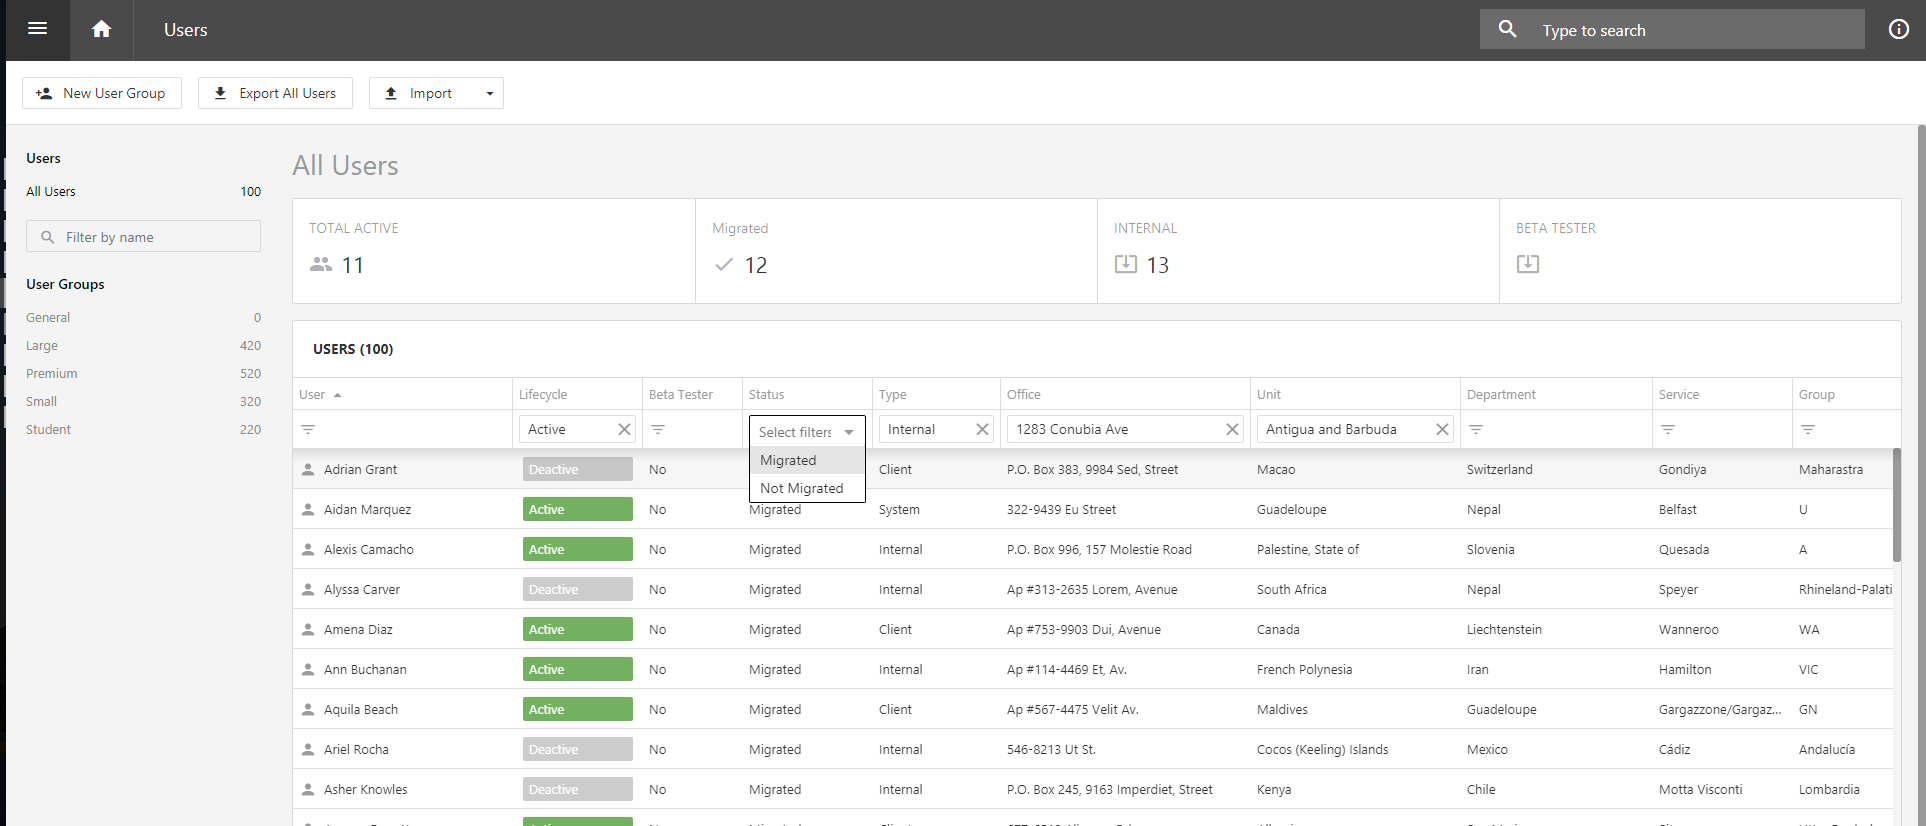 Users
Type to search
New User Group
Export All Users
Import
Users
All Users 100
Filter by name
User Groups
General 0
Large 420
Premium 520
Small 320
Student 220
All Users
TOTAL ACTIVE
11
Migrated
12
INTERNAL
13
BETA TESTER
USERS (100)
User Lifecycle Beta Tester Status Type Office Unit Department Service Group
Active Select filters Internal 1283 Conubia Ave Antigua and Barbuda
Migrated
Not Migrated
Adrian Grant Deactive No Client P.O. Box 383, 9984 Sed, Street Macao Switzerland Gondiya Maharastra
Aidan Marquez Active No Migrated System 322-9439 Eu Street Guadeloupe Nepal Belfast U
Alexis Camacho Active No Migrated Internal P.O. Box 996, 157 Molestie Road Palestine, State of Slovenia Quesada A
Alyssa Carver Deactive No Migrated Internal Ap #313-2635 Lorem, Avenue South Africa Nepal Speyer Rhineland-Palati
Amena Diaz Active No Migrated Client Ap #753-9903 Dui, Avenue Canada Liechtenstein Wanneroo WA
Ann Buchanan Active No Migrated Internal Ap #114-4469 Et, Av. French Polynesia Iran Hamilton VIC
Aquila Beach Active No Migrated Client Ap #567-4475 Velit Av. Maldives Guadeloupe Gargazzone/Gargaz... GN
Ariel Rocha Deactive No Migrated Internal 546-8213 Ut St. Cocos (Keeling) Islands Mexico Cádiz Andalucía
Asher Knowles Deactive No Migrated Internal P.O. Box 245, 9163 Imperdiet, Street Kenya Chile Motta Visconti Lombardia